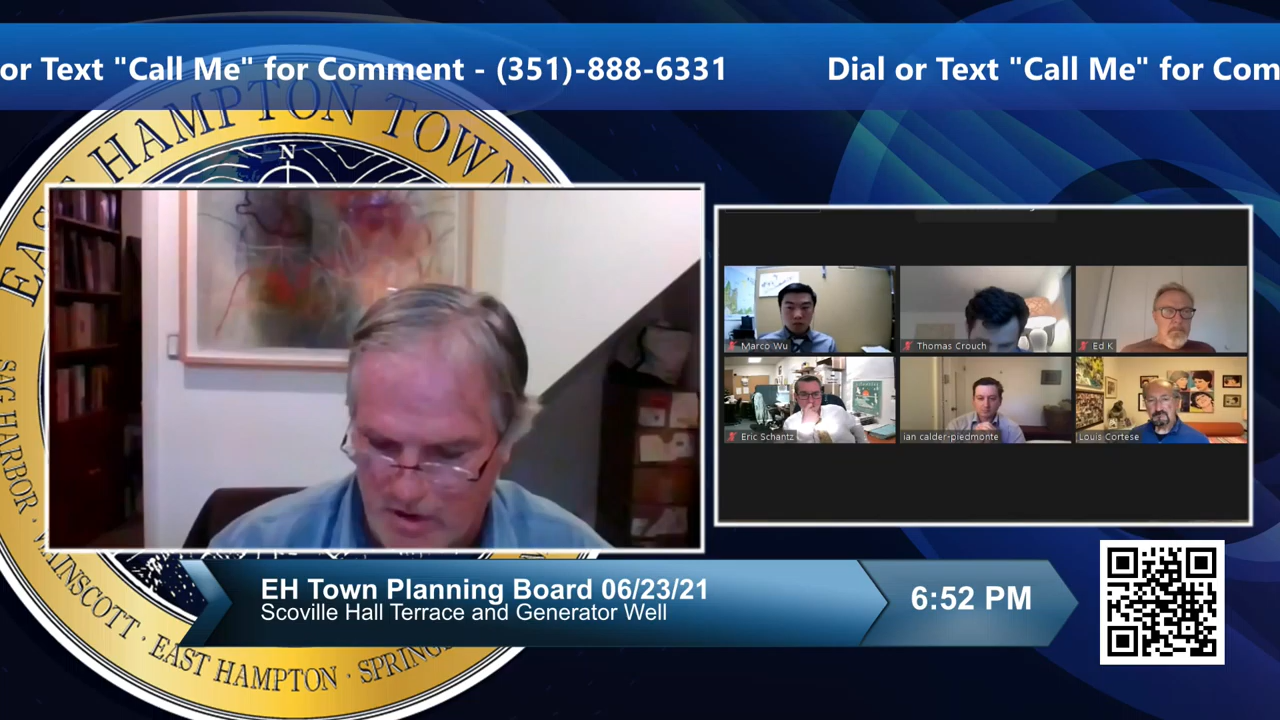 or Text "Call Me" for Comment - (351)-888-6331 Dial or Text "Call Me" for Com
EAST HAMPTON TOWN
N
SAG HARBOR · WAINSCOTT · EAST HAMPTON · SPRING
Marco Wu
Thomas Crouch
Ed K
Eric Schantz
ian calder-piedmonte
Louis Cortese
EH Town Planning Board 06/23/21
Scoville Hall Terrace and Generator Well
6:52 PM